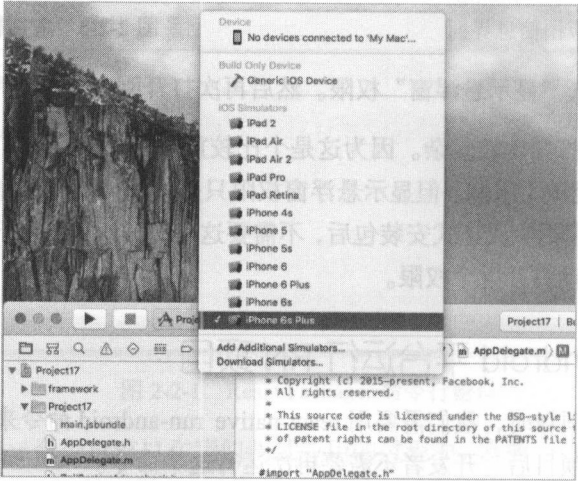 Device
No devices connected to 'My Mac'...
Build Only Device
Generic iOS Device
iOS Simulators
iPad 2
iPad Air
iPad Air 2
iPad Pro
iPad Retina
iPhone 4s
iPhone 5
iPhone 5s
iPhone 6
iPhone 6 Plus
iPhone 6s
✓ iPhone 6s Plus
Add Additional Simulators...
Download Simulators...
Project17
AppDelegate.m
Project17
framework
Project17
main.jsbundle
AppDelegate.h
AppDelegate.m
* Copyright (c) 2015-present, Facebook, Inc.
* All rights reserved.
*
* This source code is licensed under the BSD-style li
* LICENSE file in the root directory of this source t
* of patent rights can be found in the PATENTS file i
*/
#import "AppDelegate.h"